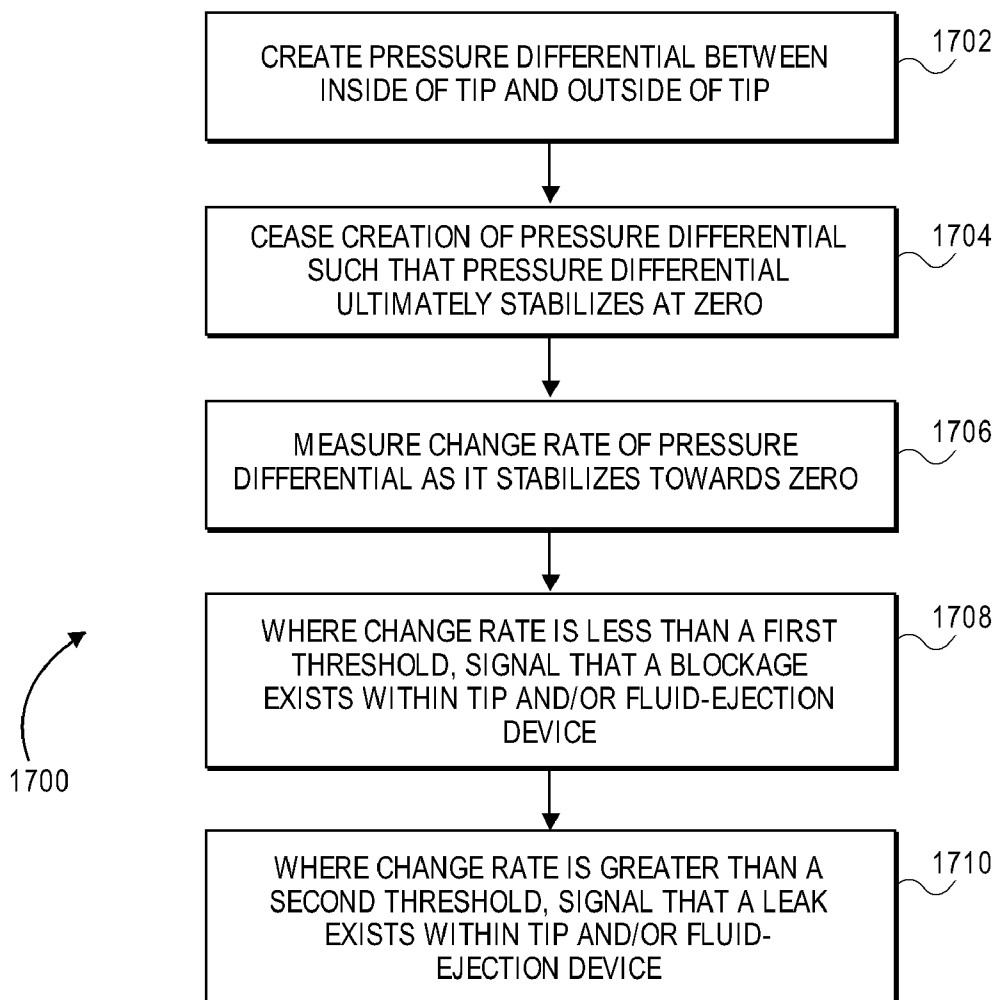 CREATE PRESSURE DIFFERENTIAL BETWEEN
INSIDE OF TIP AND OUTSIDE OF TIP
1702
CEASE CREATION OF PRESSURE DIFFERENTIAL
SUCH THAT PRESSURE DIFFERENTIAL
ULTIMATELY STABILIZES AT ZERO
1704
MEASURE CHANGE RATE OF PRESSURE
DIFFERENTIAL AS IT STABILIZES TOWARDS ZERO
1706
WHERE CHANGE RATE IS LESS THAN A FIRST
THRESHOLD, SIGNAL THAT A BLOCKAGE
EXISTS WITHIN TIP AND/OR FLUID-EJECTION
DEVICE
1708
1700
WHERE CHANGE RATE IS GREATER THAN A
SECOND THRESHOLD, SIGNAL THAT A LEAK
EXISTS WITHIN TIP AND/OR FLUID-
EJECTION DEVICE
1710